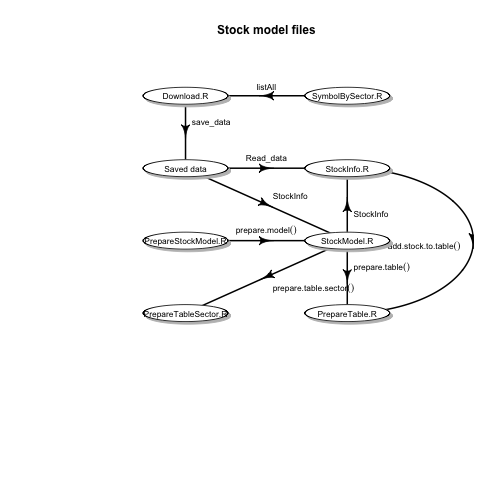 Stock model files
listAll
Download.R
SymbolBySector.R
save_data
Read_data
Saved data
StockInfo.R
StockInfo
StockInfo
prepare.model()
PrepareStockModel.R
StockModel.R
add.stock.to.table()
prepare.table()
prepare.table.sector()
PrepareTableSector.R
PrepareTable.R